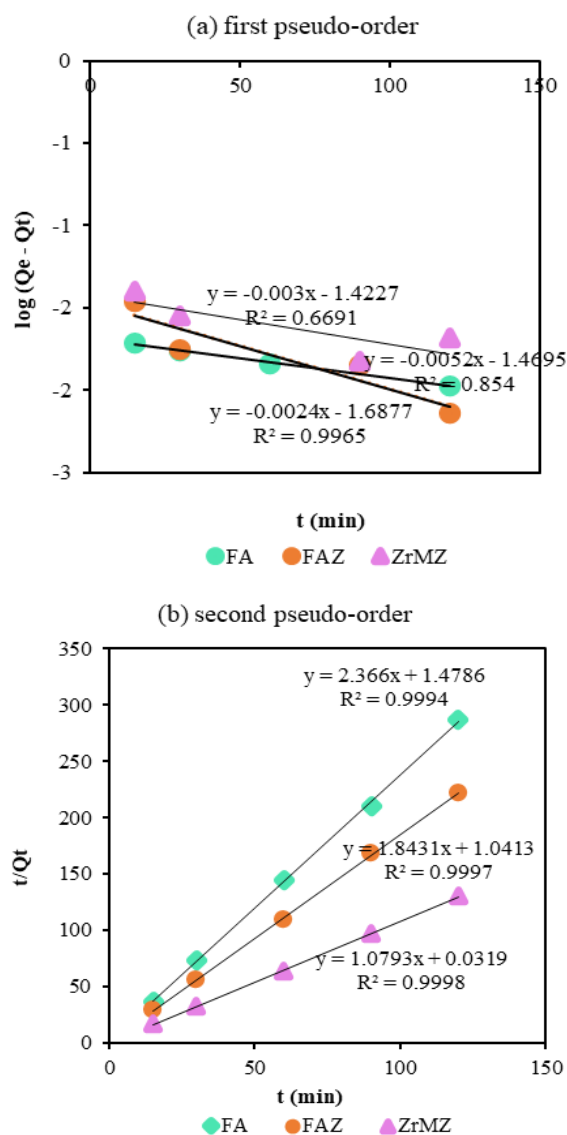 (a) first pseudo-order
0
0 50 100 150
-1
-1
-2
-2
-3
log (Qe - Qt)
y = -0.003x - 1.4227
R² = 0.6691
y = -0.0052x - 1.4695
R² = 0.854
y = -0.0024x - 1.6877
R² = 0.9965
t (min)
FA FAZ ZrMZ
(b) second pseudo-order
350
300
250
200
150
100
50
0
t/Qt
y = 2.366x + 1.4786
R² = 0.9994
y = 1.8431x + 1.0413
R² = 0.9997
y = 1.0793x + 0.0319
R² = 0.9998
0 50 100 150
t (min)
FA FAZ ZrMZ